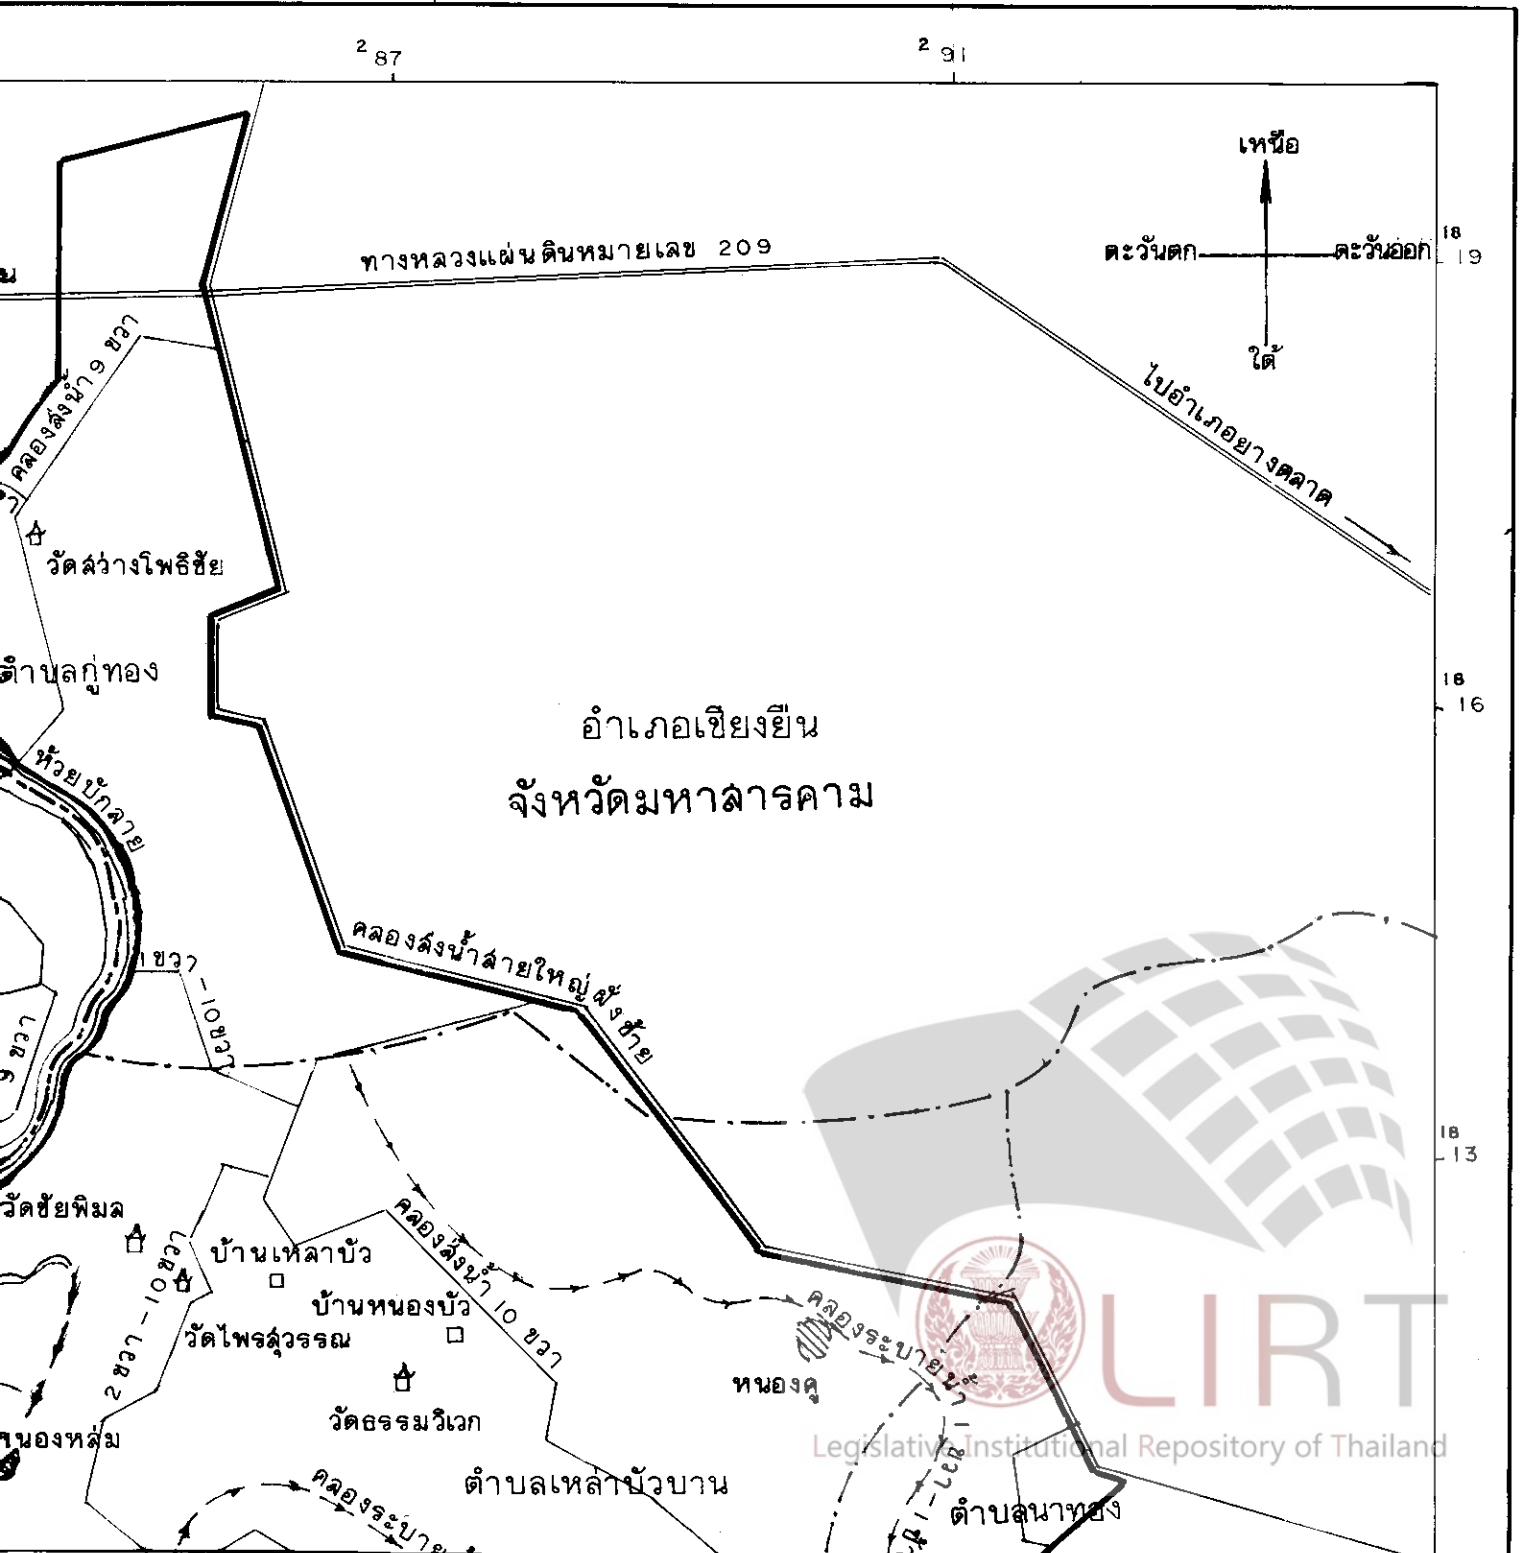 2 87
2 91
เหนือ
ตะวันตก
ตะวันออก
ใต้
18
19
ทางหลวงแผ่นดินหมายเลข 209
น
คลองส่งน้ำ 9 ขวา
ไปอำเภอยางตลาด
วัดสว่างโพธิชัย
ตำบลกู่ทอง
18
16
อำเภอเชียงยืน
จังหวัดมหาสารคาม
ห้วยบักลาย
คลองส่งน้ำสายใหญ่ฝั่งซ้าย
1 ขวา -10ขวา
9 ขวา
18
13
วัดชัยพิมล
บ้านเหลาบัว
2 ขวา -10 ขวา
คลองส่งน้ำ 10 ขวา
บ้านหนองบัว
วัดไพรสุวรรณ
คลองระบายน้ำ 1 ขวา-1ซ้
หนองคู
วัดธรรมวิเวก
หนองหล่ม
ตำบลเหล่าบัวบาน
คลองระบาย
ตำบลนาทอง
LIRT
Legislative Institutional Repository of Thailand